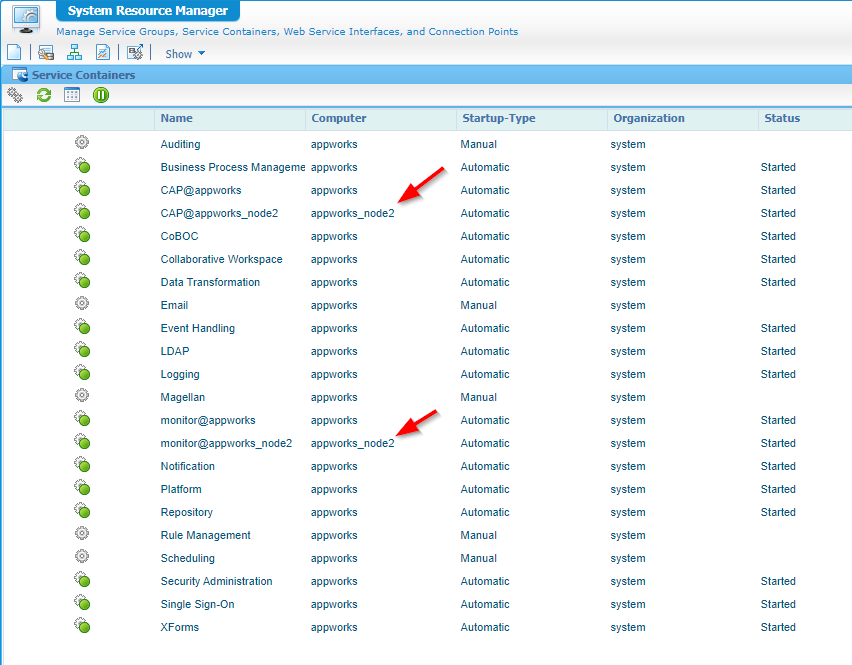 System Resource Manager
Manage Service Groups, Service Containers, Web Service Interfaces, and Connection Points
Show
Service Containers
Name Computer Startup-Type Organization Status
Auditing appworks Manual system
Business Process Manageme appworks Automatic system Started
CAP@appworks appworks Automatic system Started
CAP@appworks_node2 appworks_node2 Automatic system Started
CoBOC appworks Automatic system Started
Collaborative Workspace appworks Automatic system Started
Data Transformation appworks Automatic system Started
Email appworks Manual system
Event Handling appworks Automatic system Started
LDAP appworks Automatic system Started
Logging appworks Automatic system Started
Magellan appworks Manual system
monitor@appworks appworks Automatic system Started
monitor@appworks_node2 appworks_node2 Automatic system Started
Notification appworks Automatic system Started
Platform appworks Automatic system Started
Repository appworks Automatic system Started
Rule Management appworks Manual system
Scheduling appworks Manual system
Security Administration appworks Automatic system Started
Single Sign-On appworks Automatic system Started
XForms appworks Automatic system Started